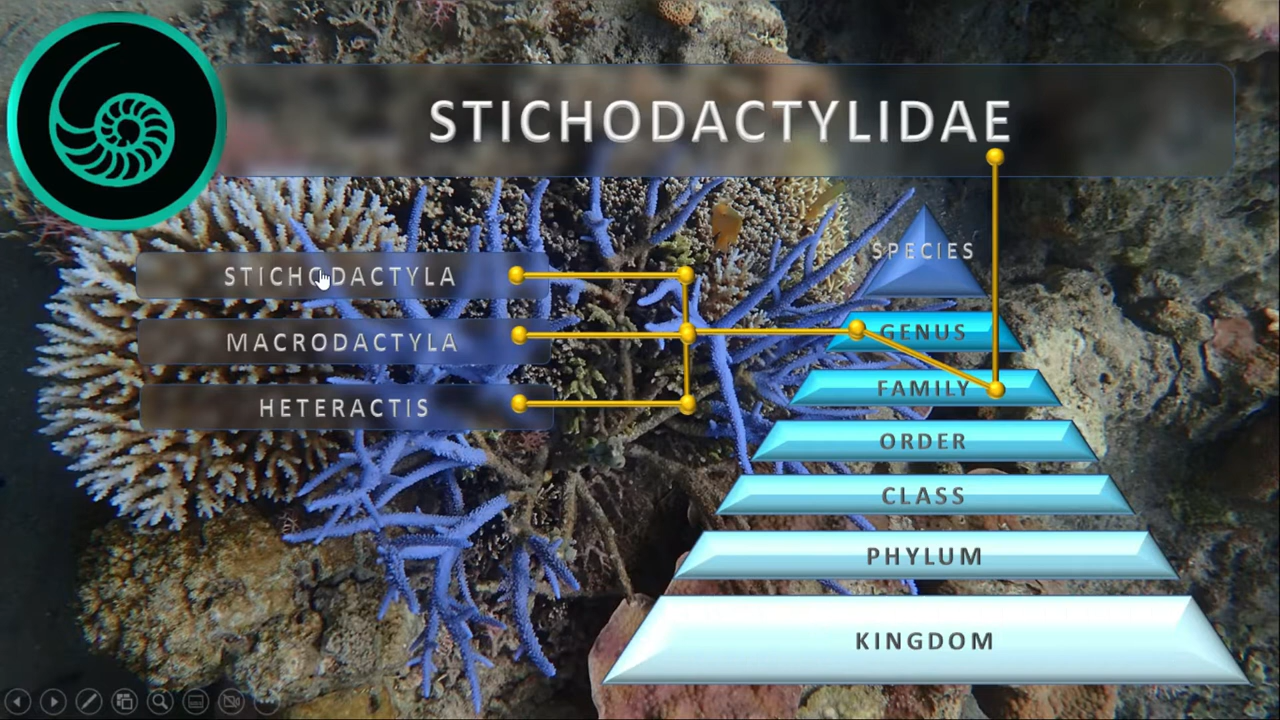 STICHODACTYLIDAE
STICHODACTYLA
MACRODACTYLA
HETERACTIS
SPECIES
GENUS
FAMILY
ORDER
CLASS
PHYLUM
KINGDOM